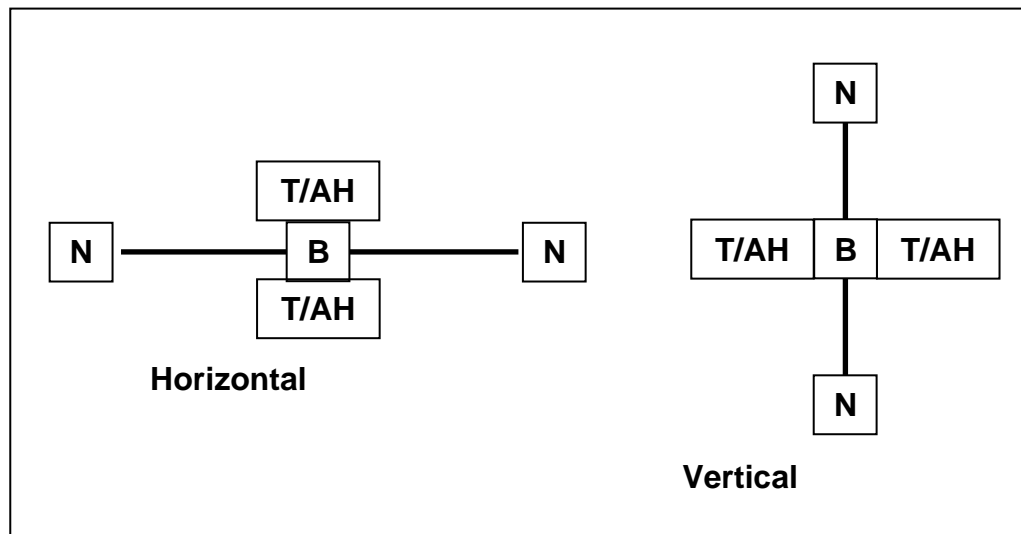 T/AH
N B N
T/AH
Horizontal
N
T/AH B T/AH
N
Vertical